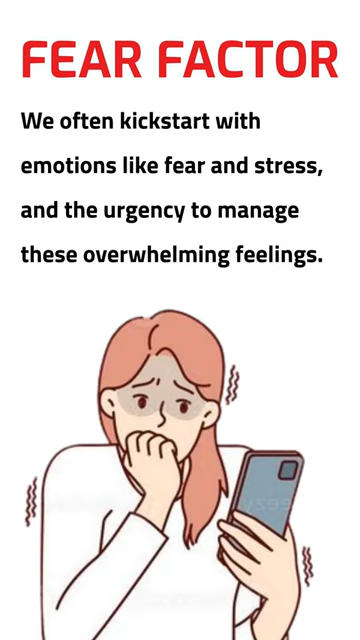 FEAR FACTOR
We often kickstart with
emotions like fear and stress,
and the urgency to manage
these overwhelming feelings.